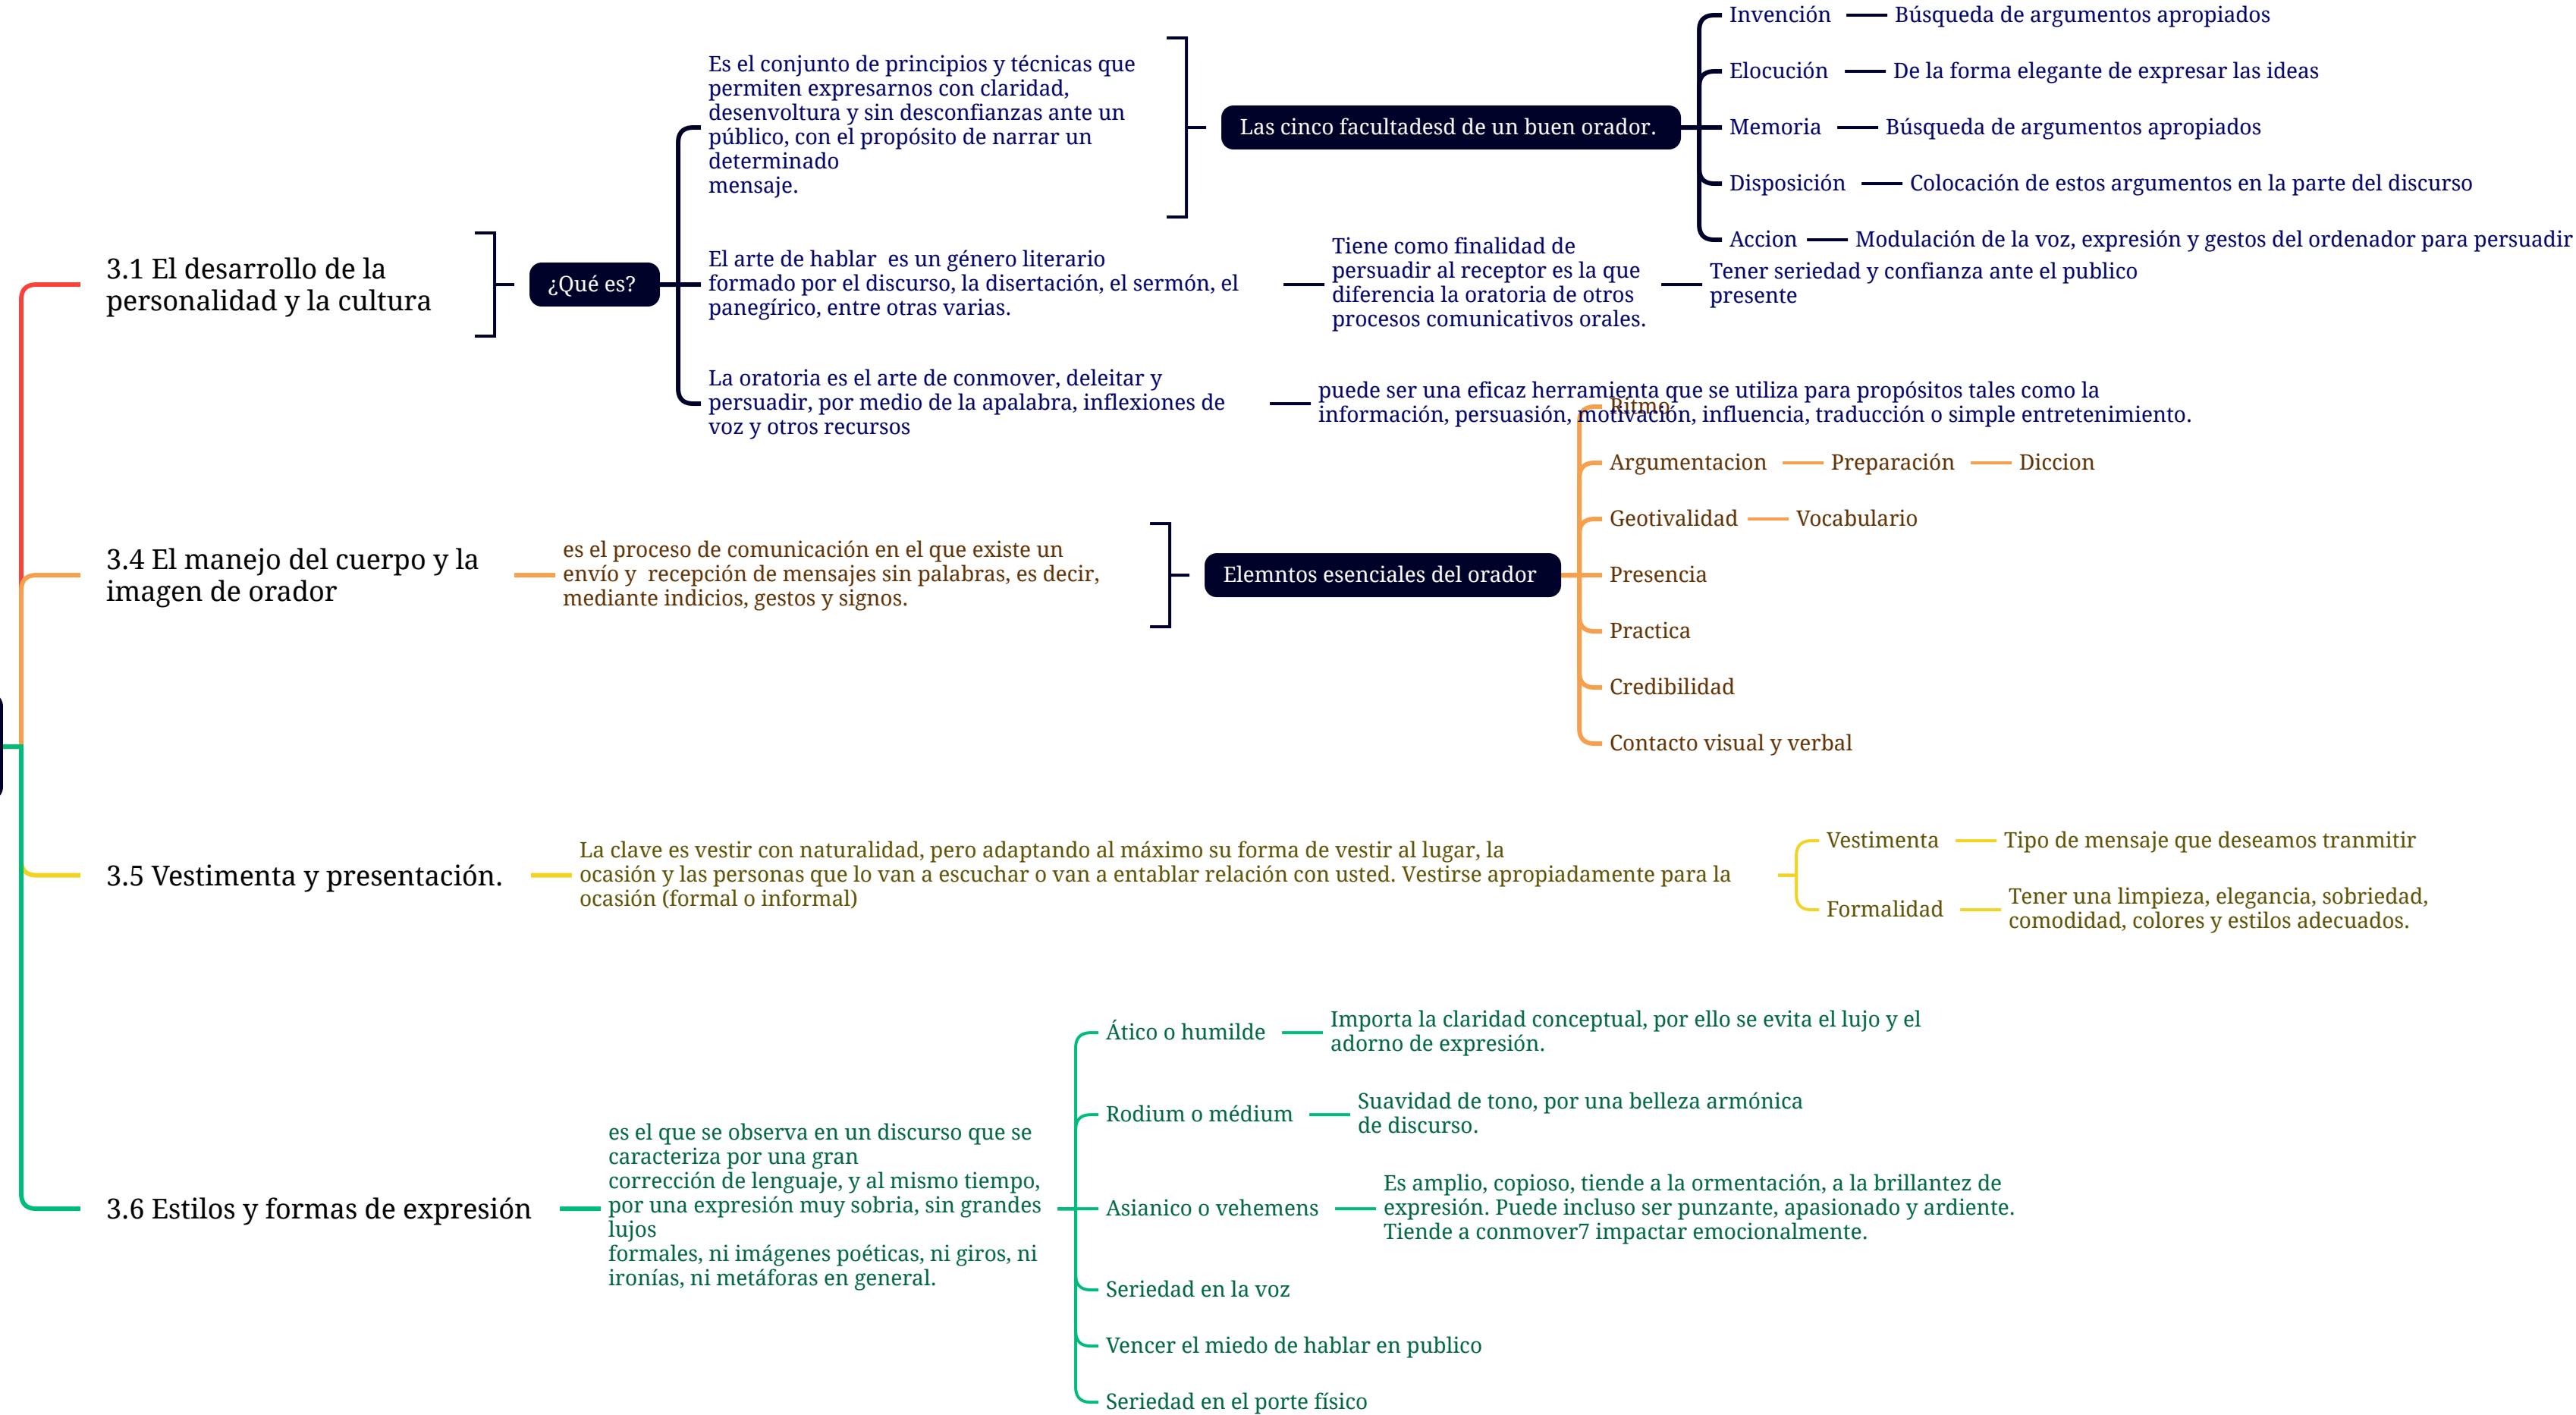 3.1 El desarrollo de la
personalidad y la cultura
¿Qué es?
Es el conjunto de principios y técnicas que
permiten expresarnos con claridad,
desenvoltura y sin desconfianzas ante un
público, con el propósito de narrar un
determinado
mensaje.
Las cinco facultadesd de un buen orador.
Invención
Búsqueda de argumentos apropiados
Elocución
De la forma elegante de expresar las ideas
Memoria
Búsqueda de argumentos apropiados
Disposición
Colocación de estos argumentos en la parte del discurso
Accion
Modulación de la voz, expresión y gestos del ordenador para persuadir
El arte de hablar  es un género literario
formado por el discurso, la disertación, el sermón, el
panegírico, entre otras varias.
Tiene como finalidad de
persuadir al receptor es la que
diferencia la oratoria de otros
procesos comunicativos orales.
Tener seriedad y confianza ante el publico
presente
La oratoria es el arte de conmover, deleitar y
persuadir, por medio de la apalabra, inflexiones de
voz y otros recursos
puede ser una eficaz herramienta que se utiliza para propósitos tales como la
información, persuasión, motivación, influencia, traducción o simple entretenimiento.
3.4 El manejo del cuerpo y la
imagen de orador
es el proceso de comunicación en el que existe un
envío y  recepción de mensajes sin palabras, es decir,
mediante indicios, gestos y signos.
Elemntos esenciales del orador
Ritmo
Argumentacion
Preparación
Diccion
Geotivalidad
Vocabulario
Presencia
Practica
Credibilidad
Contacto visual y verbal
3.5 Vestimenta y presentación.
La clave es vestir con naturalidad, pero adaptando al máximo su forma de vestir al lugar, la
ocasión y las personas que lo van a escuchar o van a entablar relación con usted. Vestirse apropiadamente para la
ocasión (formal o informal)
Vestimenta
Tipo de mensaje que deseamos tranmitir
Formalidad
Tener una limpieza, elegancia, sobriedad,
comodidad, colores y estilos adecuados.
3.6 Estilos y formas de expresión
es el que se observa en un discurso que se
caracteriza por una gran
corrección de lenguaje, y al mismo tiempo,
por una expresión muy sobria, sin grandes
lujos
formales, ni imágenes poéticas, ni giros, ni
ironías, ni metáforas en general.
Ático o humilde
Importa la claridad conceptual, por ello se evita el lujo y el
adorno de expresión.
Rodium o médium
Suavidad de tono, por una belleza armónica
de discurso.
Asianico o vehemens
Es amplio, copioso, tiende a la ormentación, a la brillantez de
expresión. Puede incluso ser punzante, apasionado y ardiente.
Tiende a conmover7 impactar emocionalmente.
Seriedad en la voz
Vencer el miedo de hablar en publico
Seriedad en el porte físico